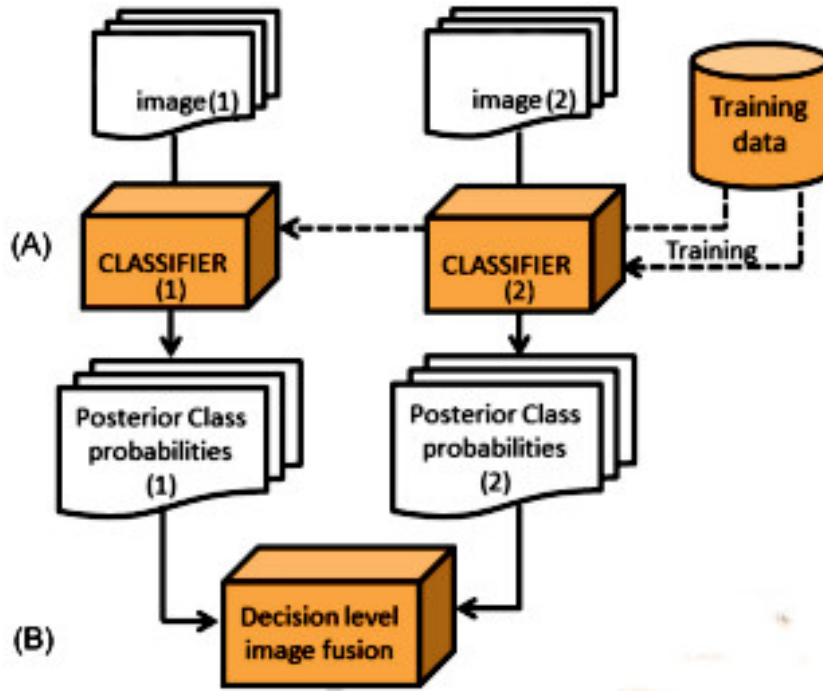 image(1)
image(2)
Training
data
(A)
CLASSIFIER
(1)
CLASSIFIER
(2)
Training
Posterior Class
probabilities
(1)
Posterior Class
probabilities
(2)
(B)
Decision level
image fusion